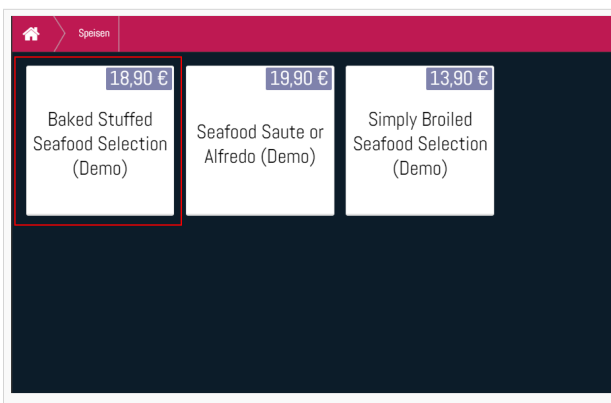 Speisen
18,90 €
Baked Stuffed
Seafood Selection
(Demo)
19,90 €
Seafood Saute or
Alfredo (Demo)
13,90 €
Simply Broiled
Seafood Selection
(Demo)